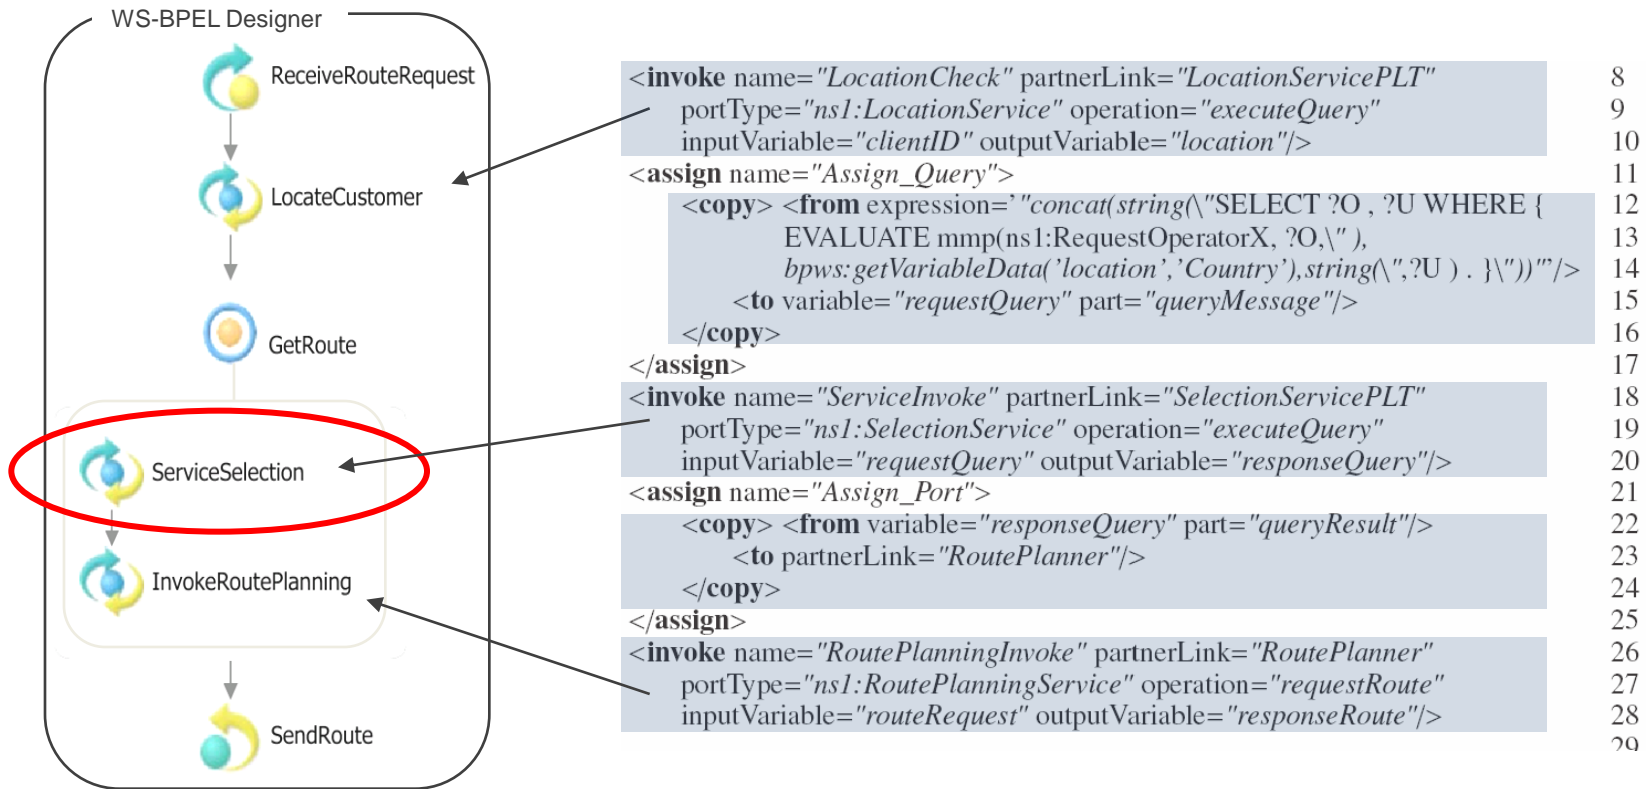 WS-BPEL Designer
ReceiveRouteRequest
LocateCustomer
GetRoute
ServiceSelection
InvokeRoutePlanning
SendRoute
<invoke name="LocationCheck" partnerLink="LocationServicePLT" 8
portType="ns1:LocationService" operation="executeQuery" 9
inputVariable="clientID" outputVariable="location"/> 10
<assign name="Assign_Query"> 11
<copy> <from expression='"concat(string(\"SELECT ?O , ?U WHERE { 12
EVALUATE mmp(ns1:RequestOperatorX, ?O,\" ), 13
bpws:getVariableData('location','Country'),string(\",?U ) . }\"))"'/> 14
<to variable="requestQuery" part="queryMessage"/> 15
</copy> 16
</assign> 17
<invoke name="ServiceInvoke" partnerLink="SelectionServicePLT" 18
portType="ns1:SelectionService" operation="executeQuery" 19
inputVariable="requestQuery" outputVariable="responseQuery"/> 20
<assign name="Assign_Port"> 21
<copy> <from variable="responseQuery" part="queryResult"/> 22
<to partnerLink="RoutePlanner"/> 23
</copy> 24
</assign> 25
<invoke name="RoutePlanningInvoke" partnerLink="RoutePlanner" 26
portType="ns1:RoutePlanningService" operation="requestRoute" 27
inputVariable="routeRequest" outputVariable="responseRoute"/> 28
29